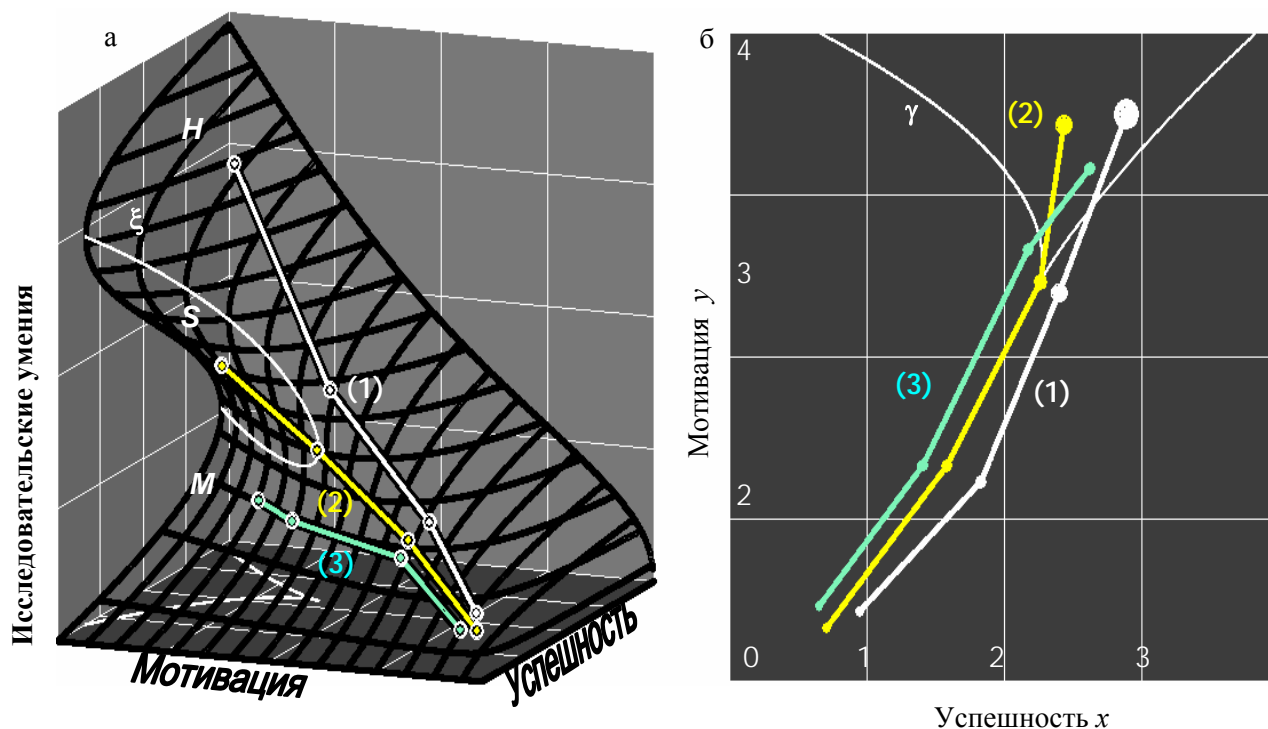 а
H
ξ
S
(1)
M
(2)
(3)
Исследовательские умения
Мотивация
Успешность
б
4
γ
(2)
3
(3)
(1)
2
0
1
2
3
Мотивация y
Успешность x